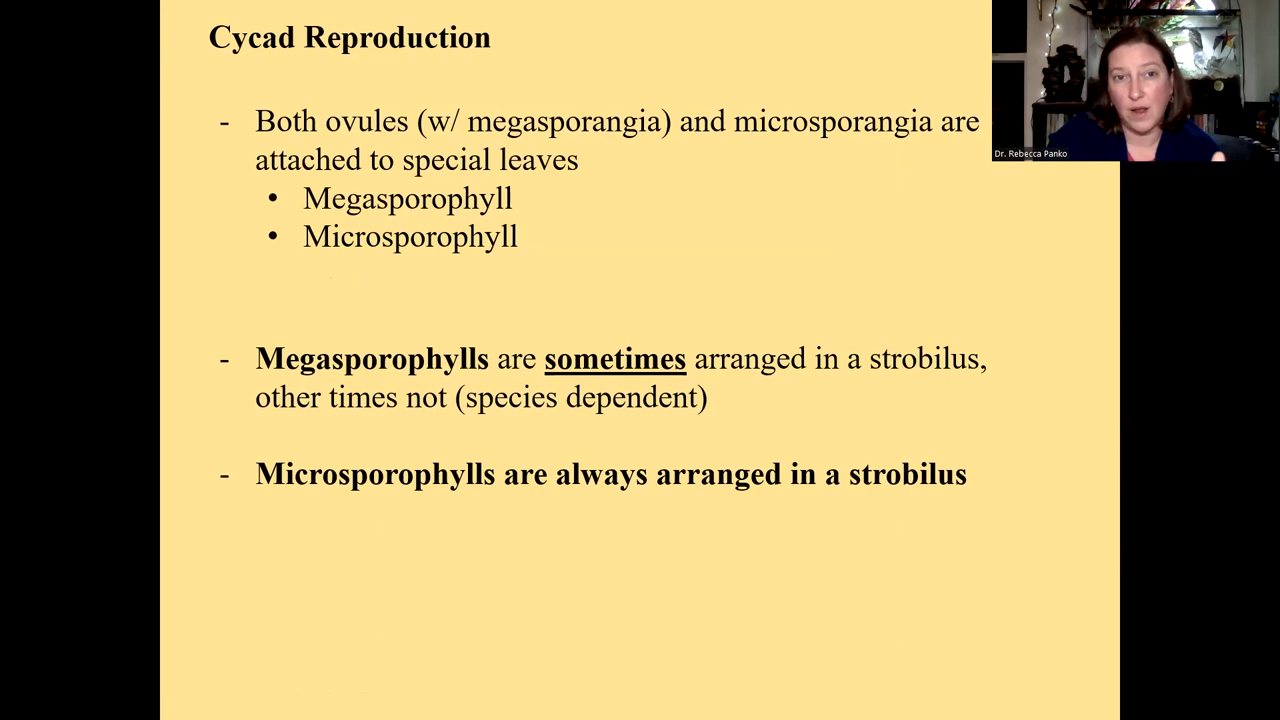 Cycad Reproduction
- Both ovules (w/ megasporangia) and microsporangia are
attached to special leaves
• Megasporophyll
• Microsporophyll
- Megasporophylls are sometimes arranged in a strobilus,
other times not (species dependent)
- Microsporophylls are always arranged in a strobilus
Dr. Rebecca Panko